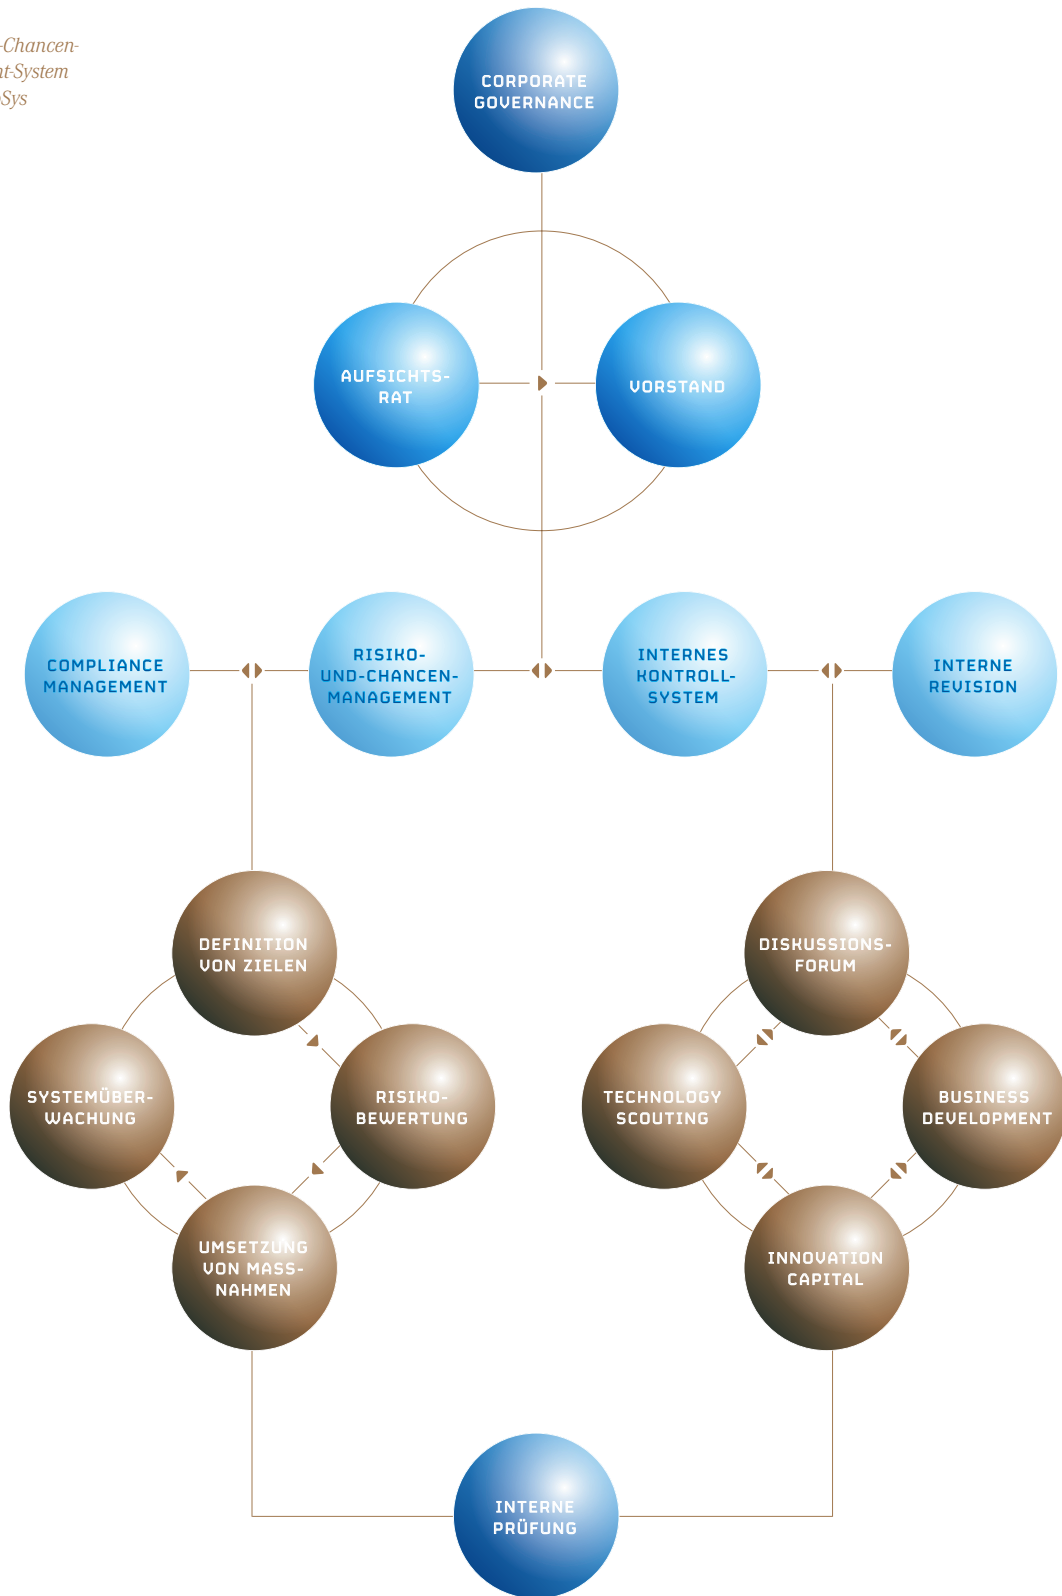 -Chancen-
nt-System
Sys
CORPORATE
GOVERNANCE
AUFSICHTS-
RAT
VORSTAND
COMPLIANCE
MANAGEMENT
RISIKO-
UND-CHANCEN-
MANAGEMENT
INTERNES
KONTROLL-
SYSTEM
INTERNE
REVISION
DEFINITION
VON ZIELEN
DISKUSSIONS-
FORUM
SYSTEMÜBER-
WACHUNG
RISIKO-
BEWERTUNG
TECHNOLOGY
SCOUTING
BUSINESS
DEVELOPMENT
UMSETZUNG
VON MASS-
NAHMEN
INNOVATION
CAPITAL
INTERNE
PRÜFUNG